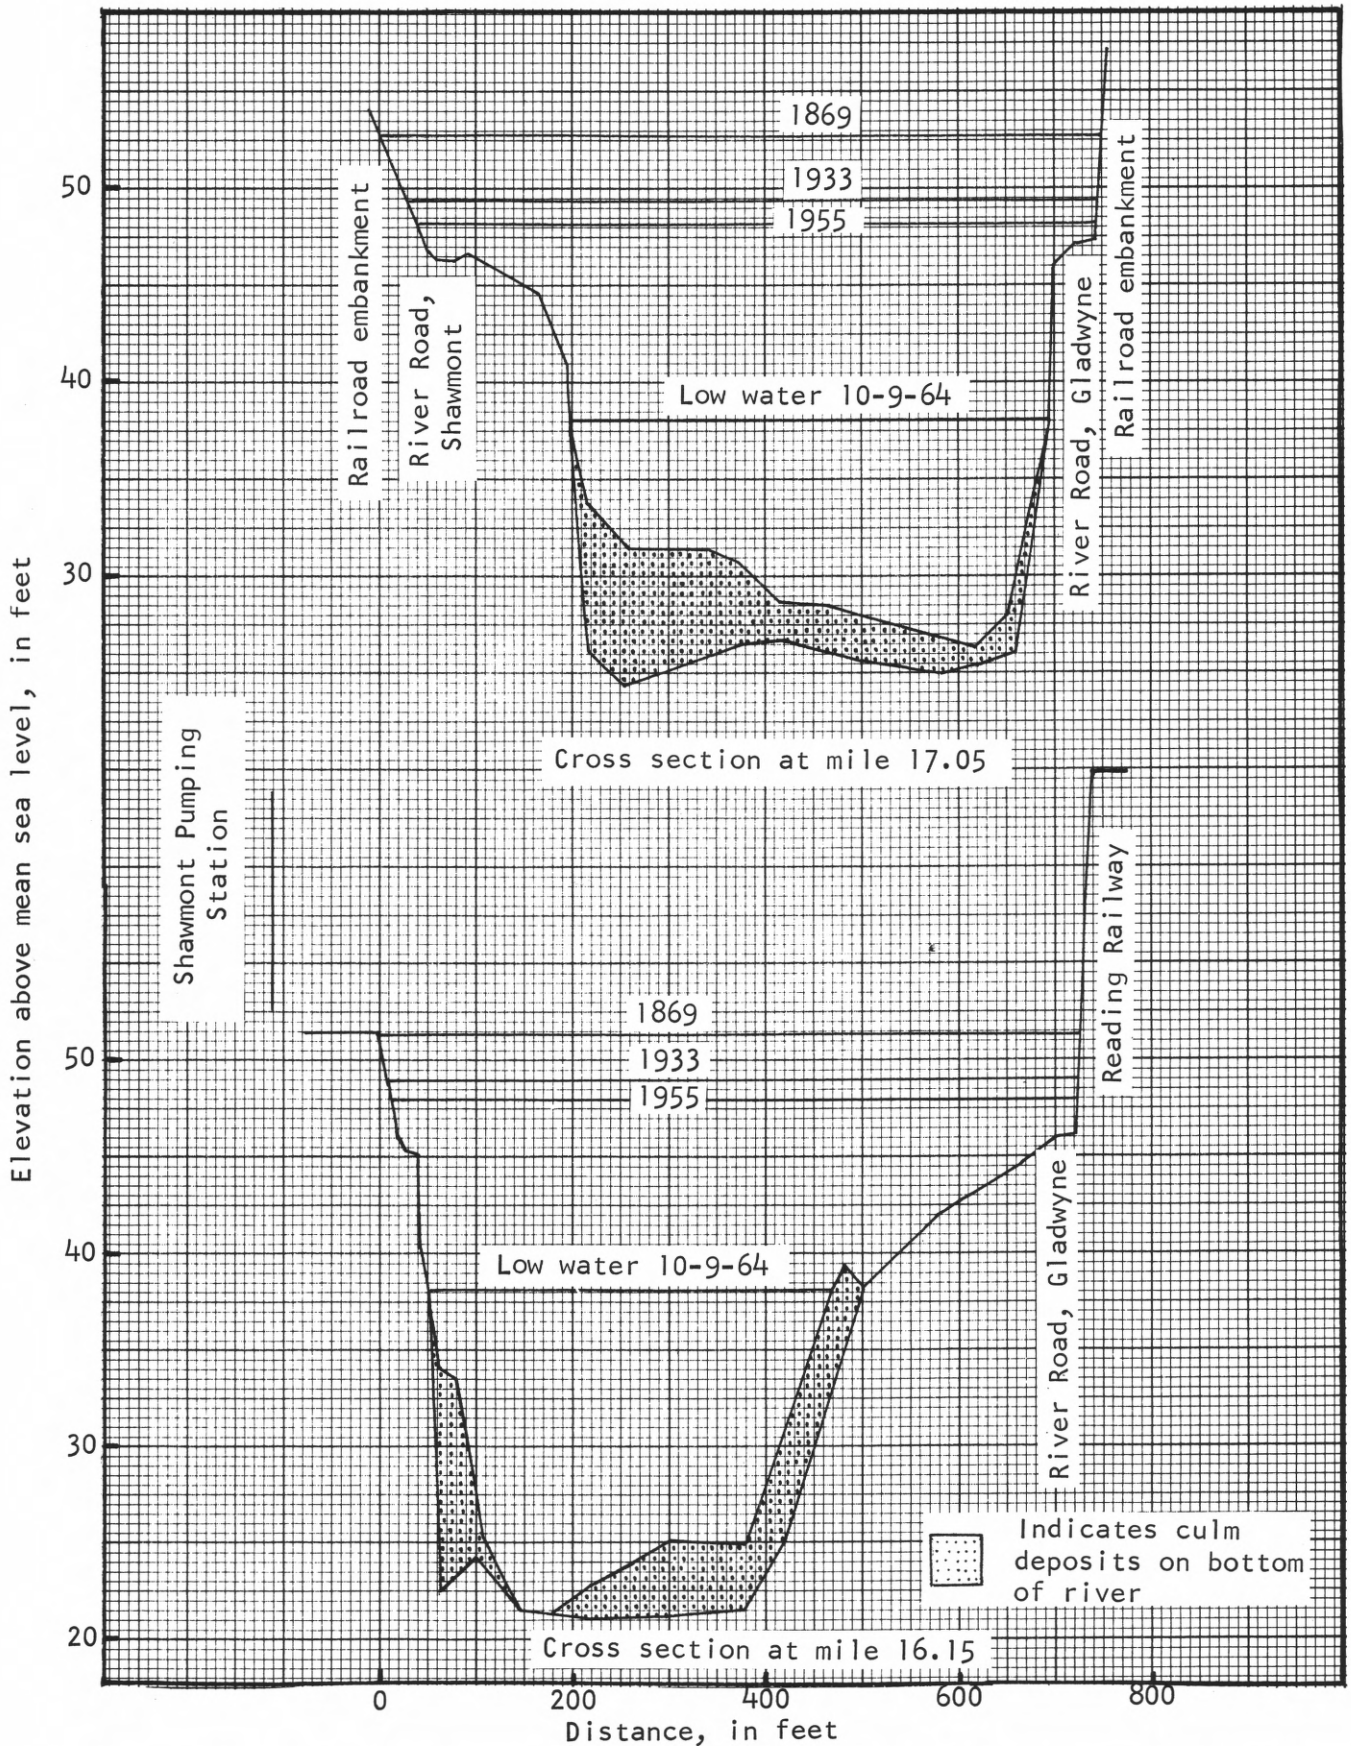 1869
50
1933
1955
Railroad embankment
River Road,
Shawmont
River Road, Gladwyne
Railroad embankment
40
Low water 10-9-64
30
Cross section at mile 17.05
Elevation above mean sea level, in feet
Shawmont Pumping
Station
Reading Railway
1869
50
1933
1955
40
Low water 10-9-64
River Road, Gladwyne
30
Indicates culm
deposits on bottom
of river
20
Cross section at mile 16.15
0 200 400 600 800
Distance, in feet